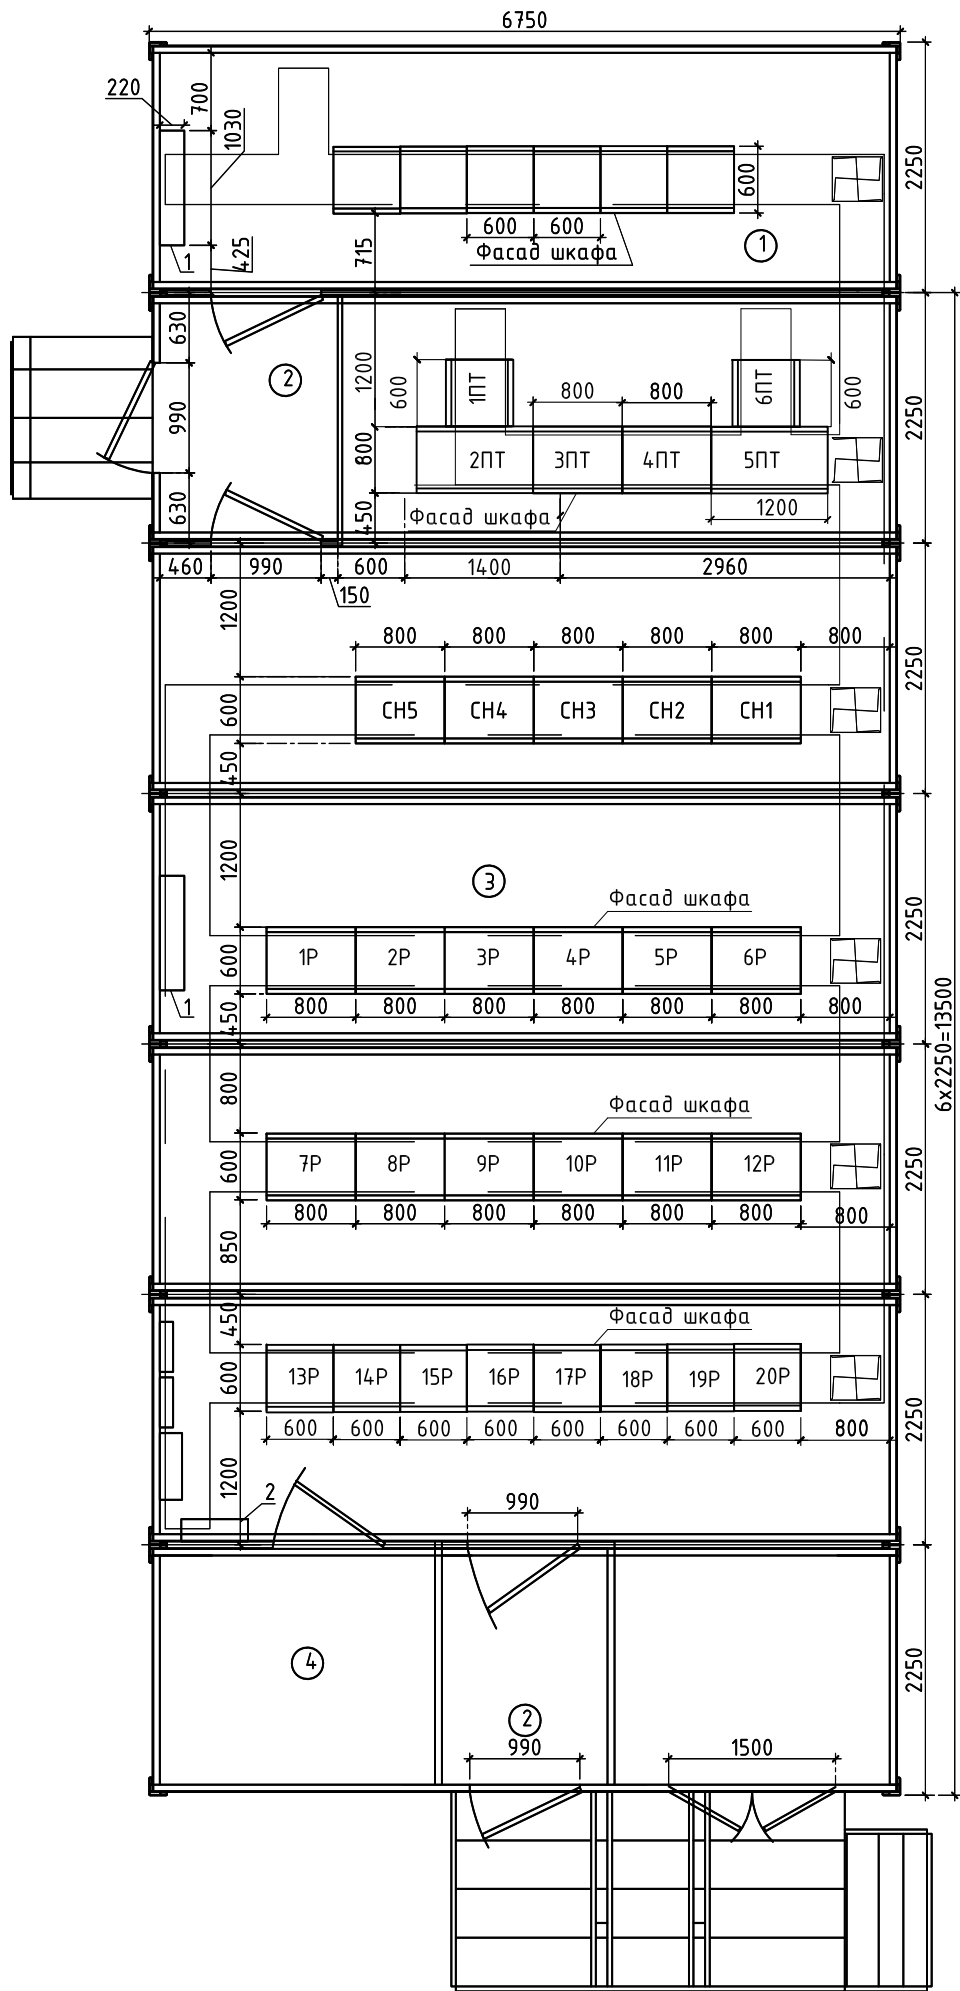 6750
220
700
1030
2250
600
600
600
Фасад шкафа
715
1
1
425
630
2
1200
600
1ПТ
800
800
6ПТ
600
2250
990
800
2ПТ
3ПТ
4ПТ
5ПТ
630
450
Фасад шкафа
1200
460
990
600
1400
2960
150
1200
800
800
800
800
800
800
2250
600
СН5
СН4
СН3
СН2
СН1
450
1200
3
Фасад шкафа
2250
600
1Р
2Р
3Р
4Р
5Р
6Р
1
450
800
800
800
800
800
800
800
6х2250=13500
800
Фасад шкафа
2250
600
7Р
8Р
9Р
10Р
11Р
12Р
800
800
800
800
800
800
800
850
450
Фасад шкафа
600
13Р
14Р
15Р
16Р
17Р
18Р
19Р
20Р
2250
600
600
600
600
600
600
600
600
800
1200
2
990
4
2250
2
990
1500